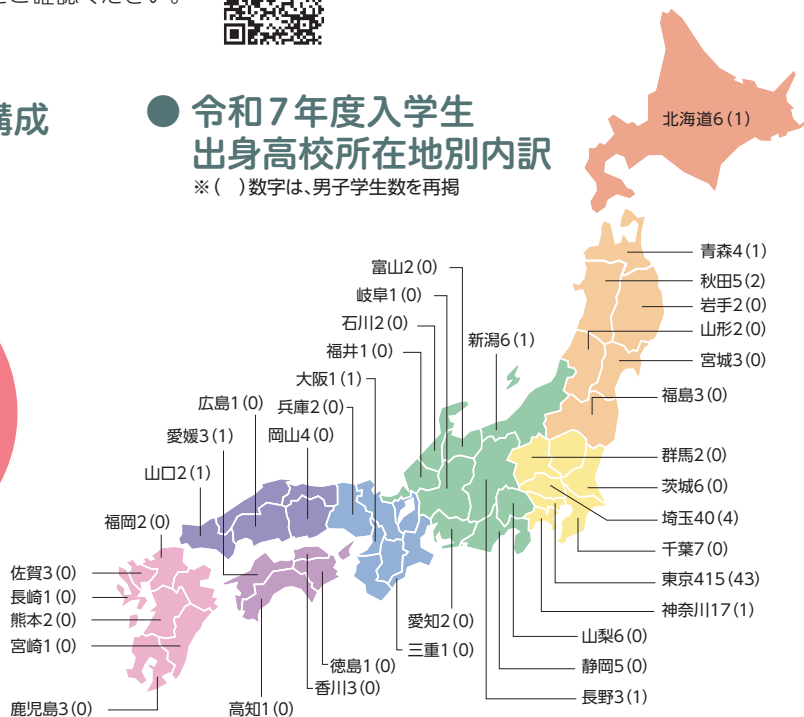 ご確認ください。
構成
● 令和7年度入学生
出身高校所在地別内訳
※( )数字は、男子学生数を再掲
北海道6(1)
青森4(1)
秋田5(2)
岩手2(0)
山形2(0)
宮城3(0)
福島3(0)
群馬2(0)
茨城6(0)
埼玉40(4)
千葉7(0)
東京415(43)
神奈川17(1)
山梨6(0)
静岡5(0)
長野3(1)
富山2(0)
岐阜1(0)
石川2(0)
新潟6(1)
福井1(0)
大阪1(1)
広島1(0)
兵庫2(0)
愛媛3(1)
岡山4(0)
山口2(1)
福岡2(0)
佐賀3(0)
長崎1(0)
熊本2(0)
宮崎1(0)
鹿児島3(0)
愛知2(0)
三重1(0)
徳島1(0)
香川3(0)
高知1(0)